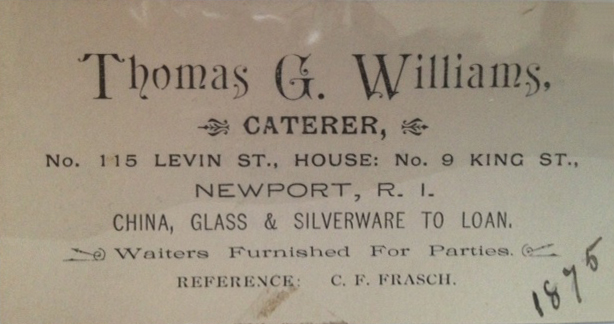 Thomas G. Williams,
CATERER,
No. 115 LEVIN ST., HOUSE: No. 9 KING ST.,
NEWPORT, R. I.
CHINA, GLASS & SILVERWARE TO LOAN.
Waiters Furnished For Parties.
REFERENCE: C. F. FRASCH.
1875